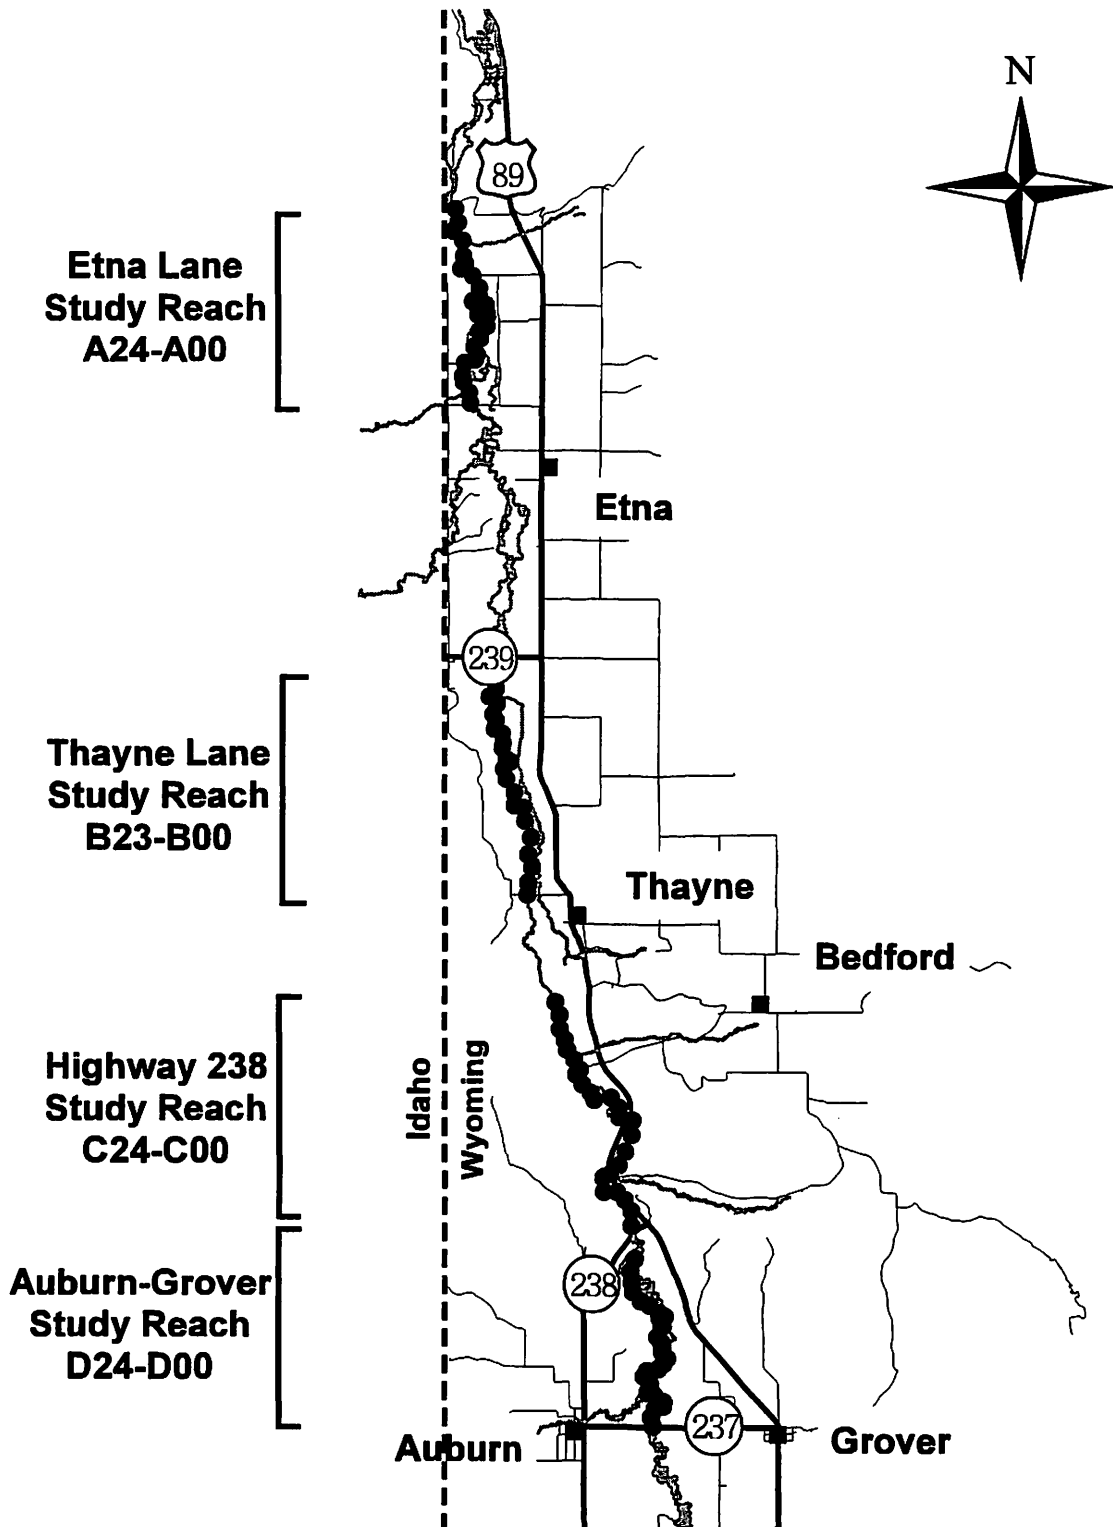 N
89
Etna Lane
Study Reach
A24-A00
Etna
239
Thayne Lane
Study Reach
B23-B00
Thayne
Bedford
Highway 238
Study Reach
C24-C00
Idaho
Wyoming
Auburn-Grover
Study Reach
D24-D00
238
237
Auburn
Grover